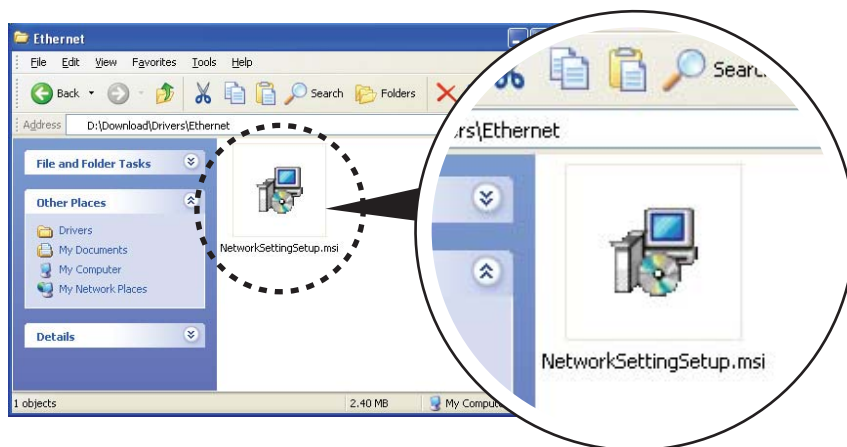 Ethernet
File Edit View Favorites Tools Help
Back Search Folders
Address D:\Download\Drivers\Ethernet
File and Folder Tasks
Other Places
Drivers
My Documents
My Computer
My Network Places
Details
NetworkSettingSetup.msi
1 objects 2.40 MB My Compu
Searc
rs\Ethernet
NetworkSettingSetup.msi